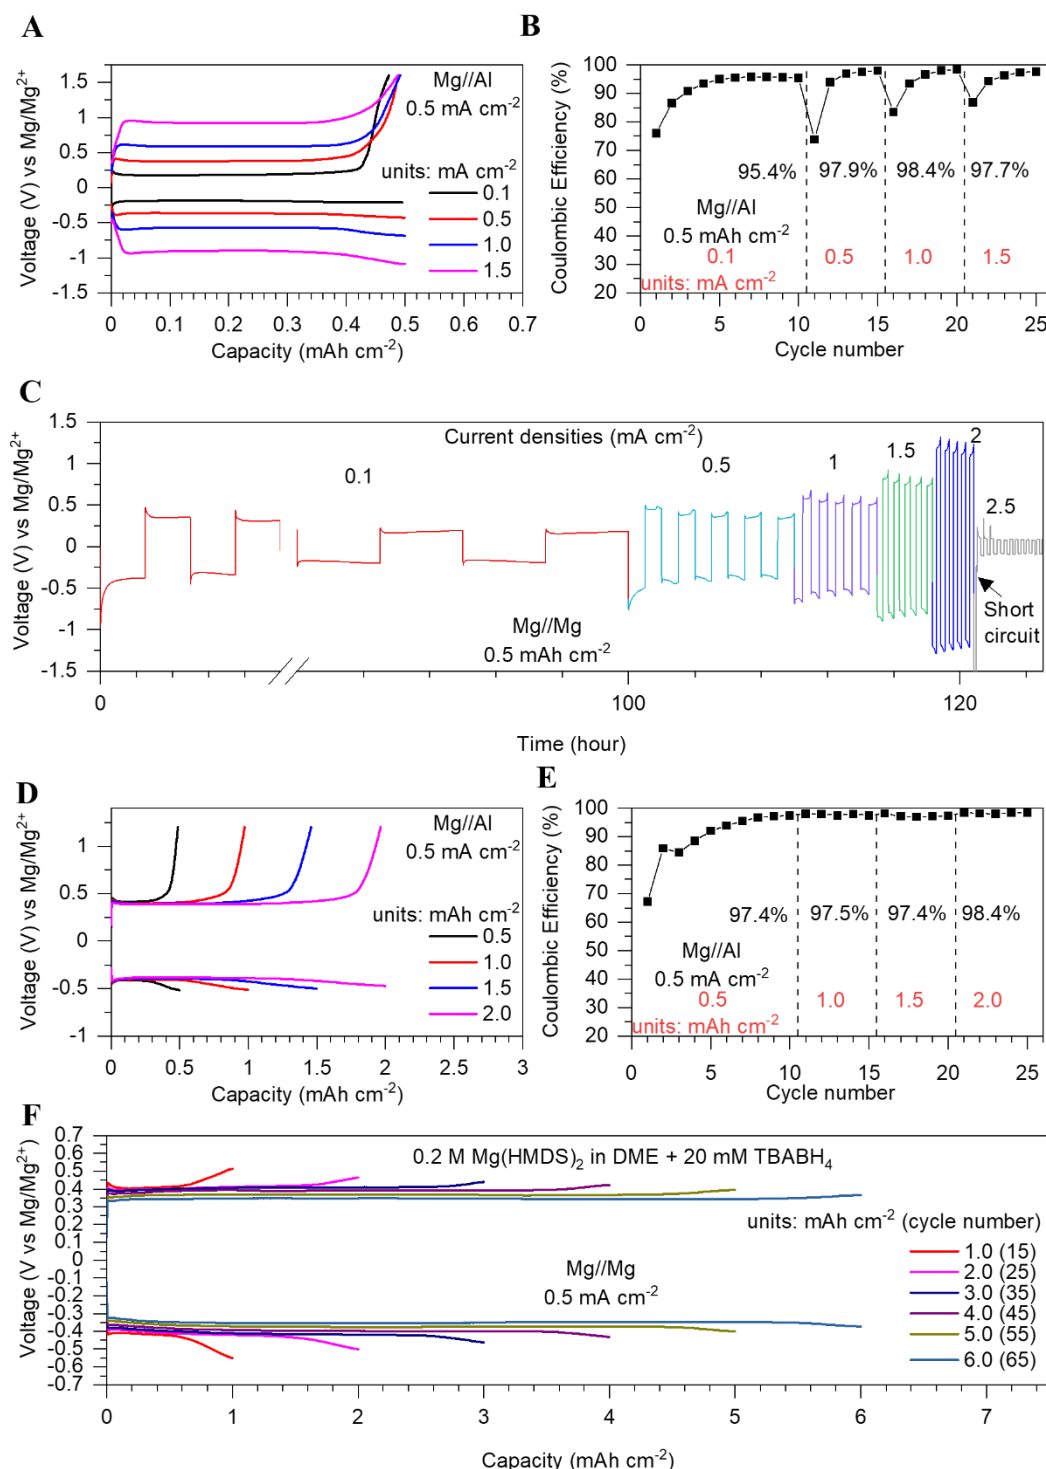 A
Voltage (V) vs Mg/Mg²⁺
1.5
1
0.5
0
-0.5
-1
-1.5
Mg//Al
0.5 mA cm⁻²
units: mA cm⁻²
0.1
0.5
1.0
1.5
0 0.1 0.2 0.3 0.4 0.5 0.6 0.7
Capacity (mAh cm⁻²)
B
Coulombic Efficiency (%)
100
90
80
70
60
50
40
30
20
95.4% 97.9% 98.4% 97.7%
Mg//Al
0.5 mAh cm⁻²
0.1 0.5 1.0 1.5
units: mA cm⁻²
0 5 10 15 20 25
Cycle number
C
Voltage (V) vs Mg/Mg²⁺
1.5
1
0.5
0
-0.5
-1
-1.5
Current densities (mA cm⁻²)
0.1 0.5 1 1.5 2 2.5
Short
circuit
Mg//Mg
0.5 mAh cm⁻²
0 100 120
Time (hour)
D
Voltage (V) vs Mg/Mg²⁺
1
0.5
0
-0.5
-1
Mg//Al
0.5 mA cm⁻²
units: mAh cm⁻²
0.5
1.0
1.5
2.0
0 0.5 1 1.5 2 2.5 3
Capacity (mAh cm⁻²)
E
Coulombic Efficiency (%)
100
90
80
70
60
50
40
30
20
97.4% 97.5% 97.4% 98.4%
Mg//Al
0.5 mA cm⁻²
0.5 1.0 1.5 2.0
units: mAh cm⁻²
0 5 10 15 20 25
Cycle number
F
Voltage (V vs Mg/Mg²⁺)
0.7
0.6
0.5
0.4
0.3
0.2
0.1
0
-0.1
-0.2
-0.3
-0.4
-0.5
-0.6
-0.7
0.2 M Mg(HMDS)₂ in DME + 20 mM TBABH₄
units: mAh cm⁻² (cycle number)
1.0 (15)
2.0 (25)
3.0 (35)
4.0 (45)
5.0 (55)
6.0 (65)
Mg//Mg
0.5 mA cm⁻²
0 1 2 3 4 5 6 7
Capacity (mAh cm⁻²)